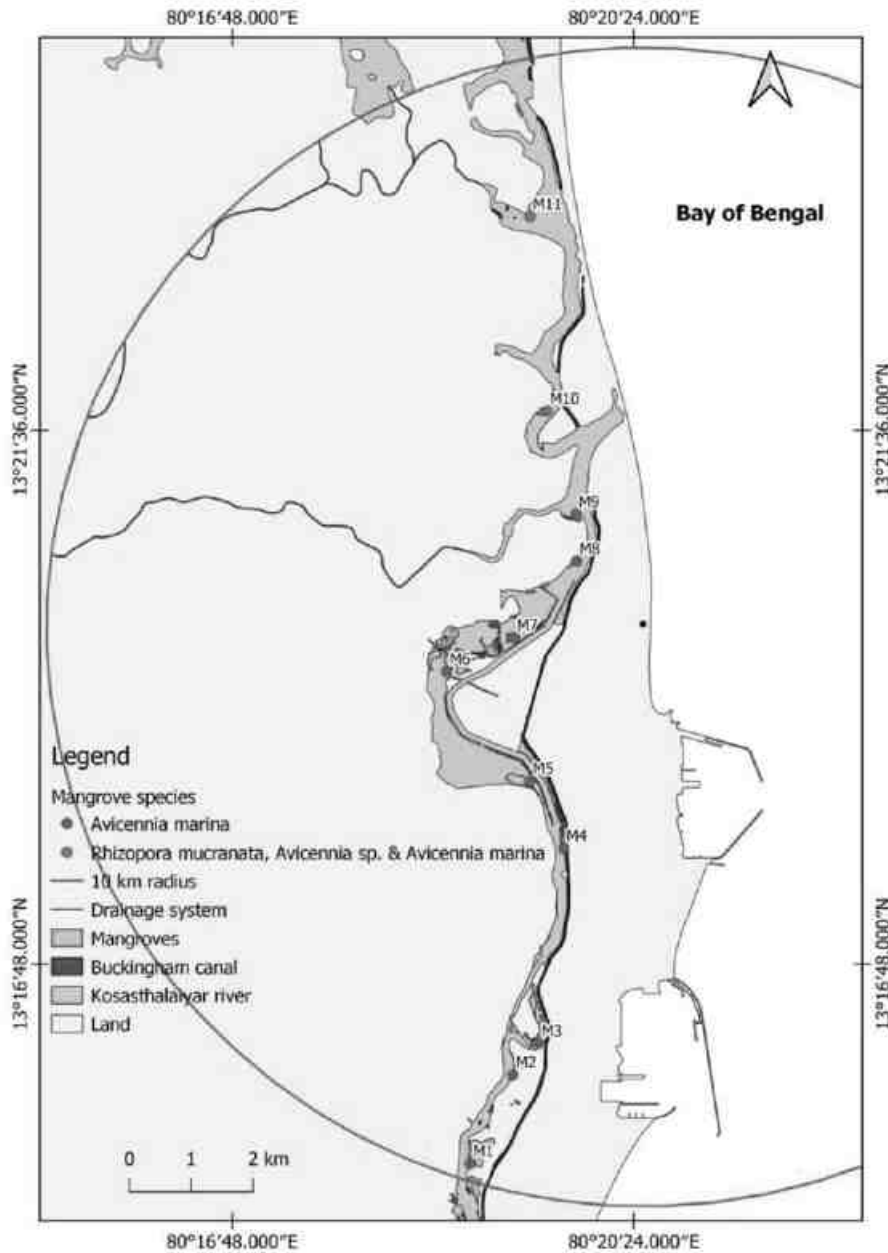 80°16'48.000"E
80°20'24.000"E
Bay of Bengal
M11
M10
13°21'36.000"N
13°21'36.000"N
M9
M8
M7
M6
M5
M4
Legend
Mangrove species
Avicennia marina
Rhizopora mucranata, Avicennia sp. & Avicennia marina
10 km radius
Drainage system
Mangroves
Buckingham canal
Kosasthalaiyar river
Land
13°16'48.000"N
13°16'48.000"N
M3
M2
M1
0 1 2 km
80°16'48.000"E
80°20'24.000"E